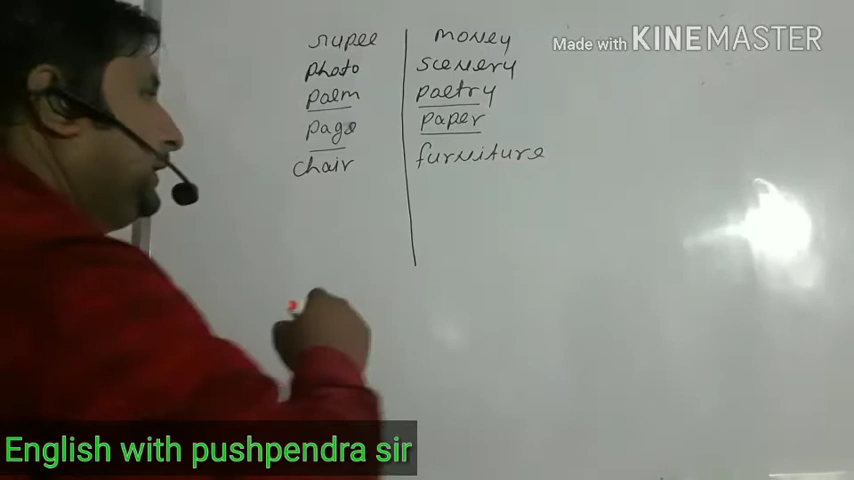 rupee money
photo scenery
poem poetry
page paper
chair furniture
Made with KINEMASTER
English with pushpendra sir